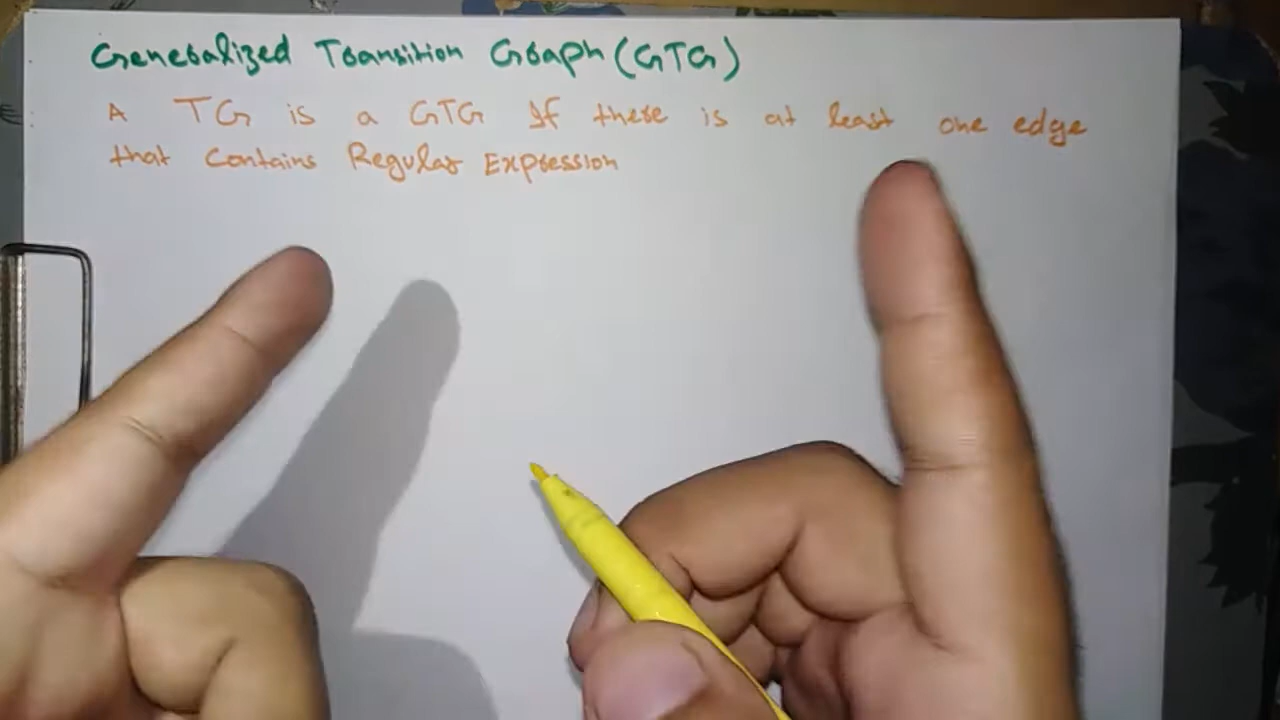 Generalized Transition Graph (GTG)
A TG is a GTG If there is at least one edge
that Contains Regular Expression